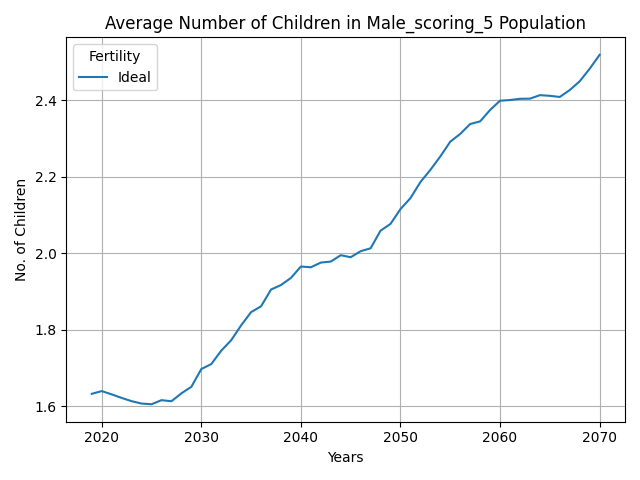 Average Number of Children in Male_scoring_5 Population
Fertility
Ideal
No. of Children
2.4
2.2
2.0
1.8
1.6
2020 2030 2040 2050 2060 2070
Years